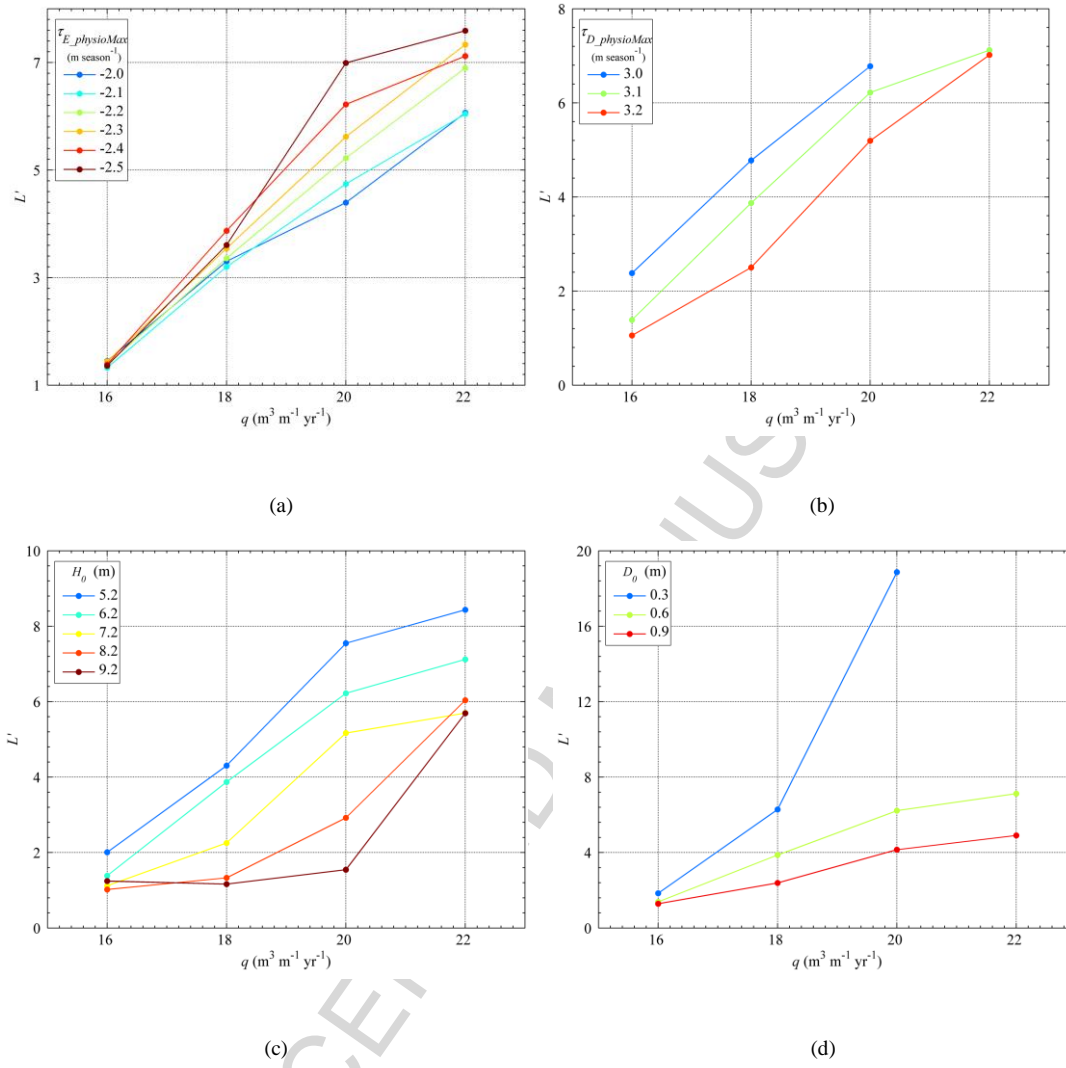 8
7
5
3
1
L'
τE_physioMax
(m season-1)
-2.0
-2.1
-2.2
-2.3
-2.4
-2.5
16 18 20 22
q (m3 m-1 yr-1)
(a)
8
6
4
2
0
L'
τD_physioMax
(m season-1)
3.0
3.1
3.2
16 18 20 22
q (m3 m-1 yr-1)
(b)
10
8
6
4
2
0
L'
H0 (m)
5.2
6.2
7.2
8.2
9.2
16 18 20 22
q (m3 m-1 yr-1)
(c)
20
16
12
8
4
0
L'
D0 (m)
0.3
0.6
0.9
16 18 20 22
q (m3 m-1 yr-1)
(d)